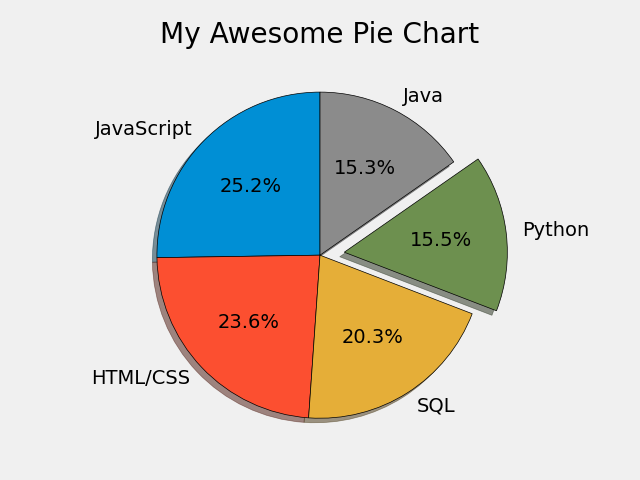 My Awesome Pie Chart
Java
JavaScript
15.3%
25.2%
Python
15.5%
23.6%
20.3%
HTML/CSS
SQL